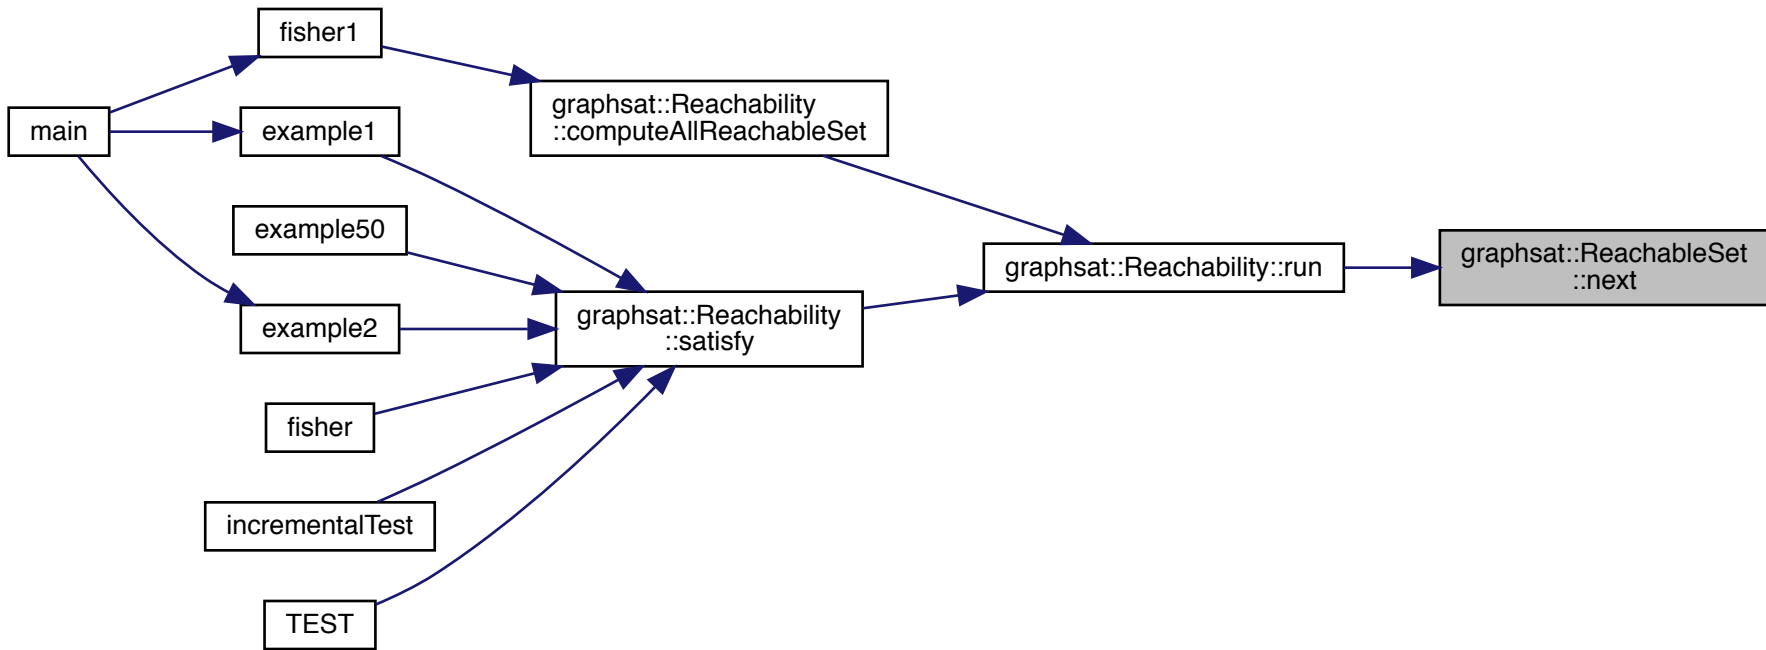 fisher1
graphsat::Reachability
::computeAllReachableSet
main
example1
example50
graphsat::ReachableSet
::next
graphsat::Reachability::run
graphsat::Reachability
::satisfy
example2
fisher
incrementalTest
TEST